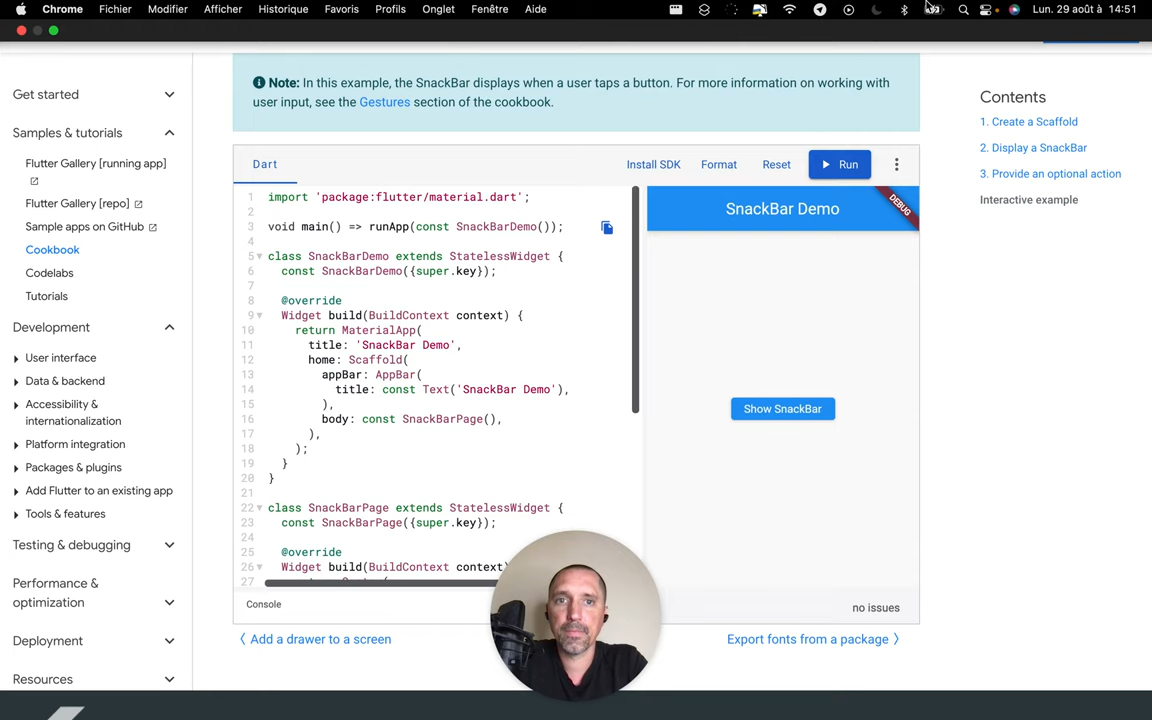 Chrome Fichier Modifier Afficher Historique Favoris Profils Onglet Fenêtre Aide Lun. 29 août à 14:51
Note: In this example, the SnackBar displays when a user taps a button. For more information on working with
user input, see the Gestures section of the cookbook.
Get started
Samples & tutorials
Flutter Gallery [running app]
Flutter Gallery [repo]
Sample apps on GitHub
Cookbook
Codelabs
Tutorials
Development
User interface
Data & backend
Accessibility &
internationalization
Platform integration
Packages & plugins
Add Flutter to an existing app
Tools & features
Testing & debugging
Performance &
optimization
Deployment
Resources
Dart
Install SDK Format Reset Run
1 import 'package:flutter/material.dart';
2
3 void main() => runApp(const SnackBarDemo());
4
5 class SnackBarDemo extends StatelessWidget {
6 const SnackBarDemo({super.key});
7
8 @override
9 Widget build(BuildContext context) {
10 return MaterialApp(
11 title: 'SnackBar Demo',
12 home: Scaffold(
13 appBar: AppBar(
14 title: const Text('SnackBar Demo'),
15 ),
16 body: const SnackBarPage(),
17 ),
18 );
19 }
20 }
21
22 class SnackBarPage extends StatelessWidget {
23 const SnackBarPage({super.key});
24
25 @override
26 Widget build(BuildContext context)
27
SnackBar Demo
DEBUG
Show SnackBar
Console
no issues
Add a drawer to a screen
Export fonts from a package
Contents
1. Create a Scaffold
2. Display a SnackBar
3. Provide an optional action
Interactive example